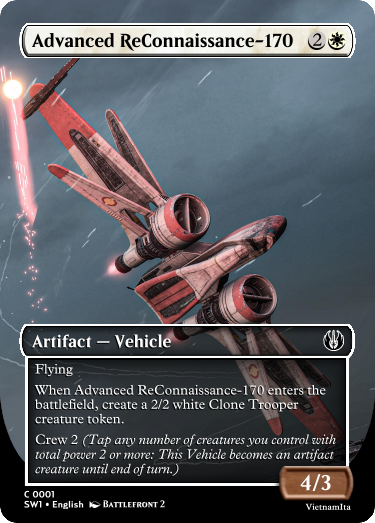 Advanced ReConnaissance-170 2
Artifact — Vehicle
Flying
When Advanced ReConnaissance-170 enters the
battlefield, create a 2/2 white Clone Trooper
creature token.
Crew 2 (Tap any number of creatures you control with
total power 2 or more: This Vehicle becomes an artifact
creature until end of turn.)
4/3
C 0001
SW1 • English Battlefront 2
VietnamIta